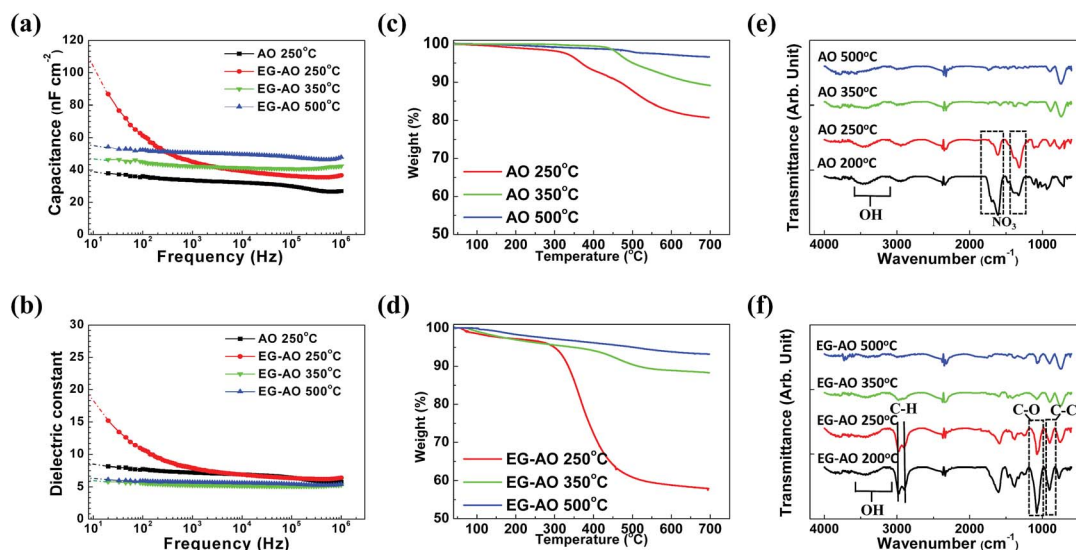 (a)
Capacitance (nF cm-2)
120
100
80
60
40
20
0
AO 250°C
EG-AO 250°C
EG-AO 350°C
EG-AO 500°C
10¹ 10² 10³ 10⁴ 10⁵ 10⁶
Frequency (Hz)
(c)
Weight (%)
100
90
80
70
60
50
AO 250°C
AO 350°C
AO 500°C
100 200 300 400 500 600 700
Temperature (°C)
(e)
Transmittance (Arb. Unit)
AO 500°C
AO 350°C
AO 250°C
AO 200°C
OH
NO3
4000 3000 2000 1000
Wavenumber (cm-1)
(b)
Dielectric constant
30
25
20
15
10
5
0
AO 250°C
EG-AO 250°C
EG-AO 350°C
EG-AO 500°C
10¹ 10² 10³ 10⁴ 10⁵ 10⁶
Frequency (Hz)
(d)
Weight (%)
100
90
80
70
60
50
EG-AO 250°C
EG-AO 350°C
EG-AO 500°C
100 200 300 400 500 600 700
Temperature (°C)
(f)
Transmittance (Arb. Unit)
EG-AO 500°C
EG-AO 350°C
C-H
C-O
C-C
EG-AO 250°C
EG-AO 200°C
OH
4000 3000 2000 1000
Wavenumber (cm-1)